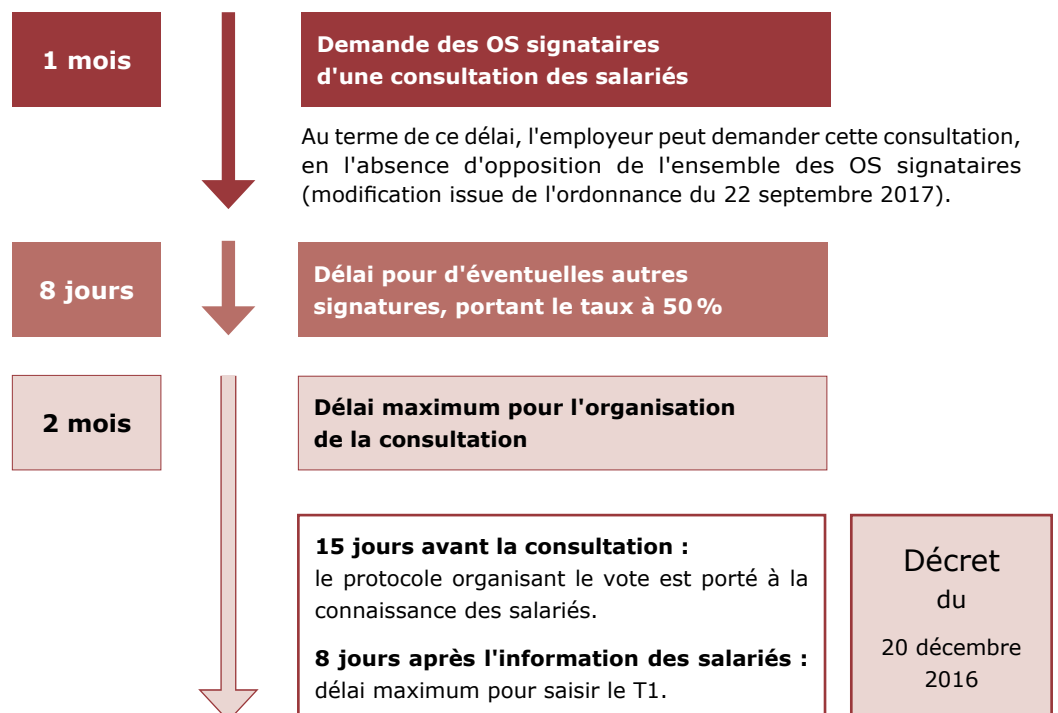 1 mois
Demande des OS signataires
d'une consultation des salariés
Au terme de ce délai, l'employeur peut demander cette consultation,
en l'absence d'opposition de l'ensemble des OS signataires
(modification issue de l'ordonnance du 22 septembre 2017).
8 jours
Délai pour d'éventuelles autres
signatures, portant le taux à 50 %
2 mois
Délai maximum pour l'organisation
de la consultation
15 jours avant la consultation :
le protocole organisant le vote est porté à la
connaissance des salariés.
8 jours après l'information des salariés :
délai maximum pour saisir le T1.
Décret
du
20 décembre
2016